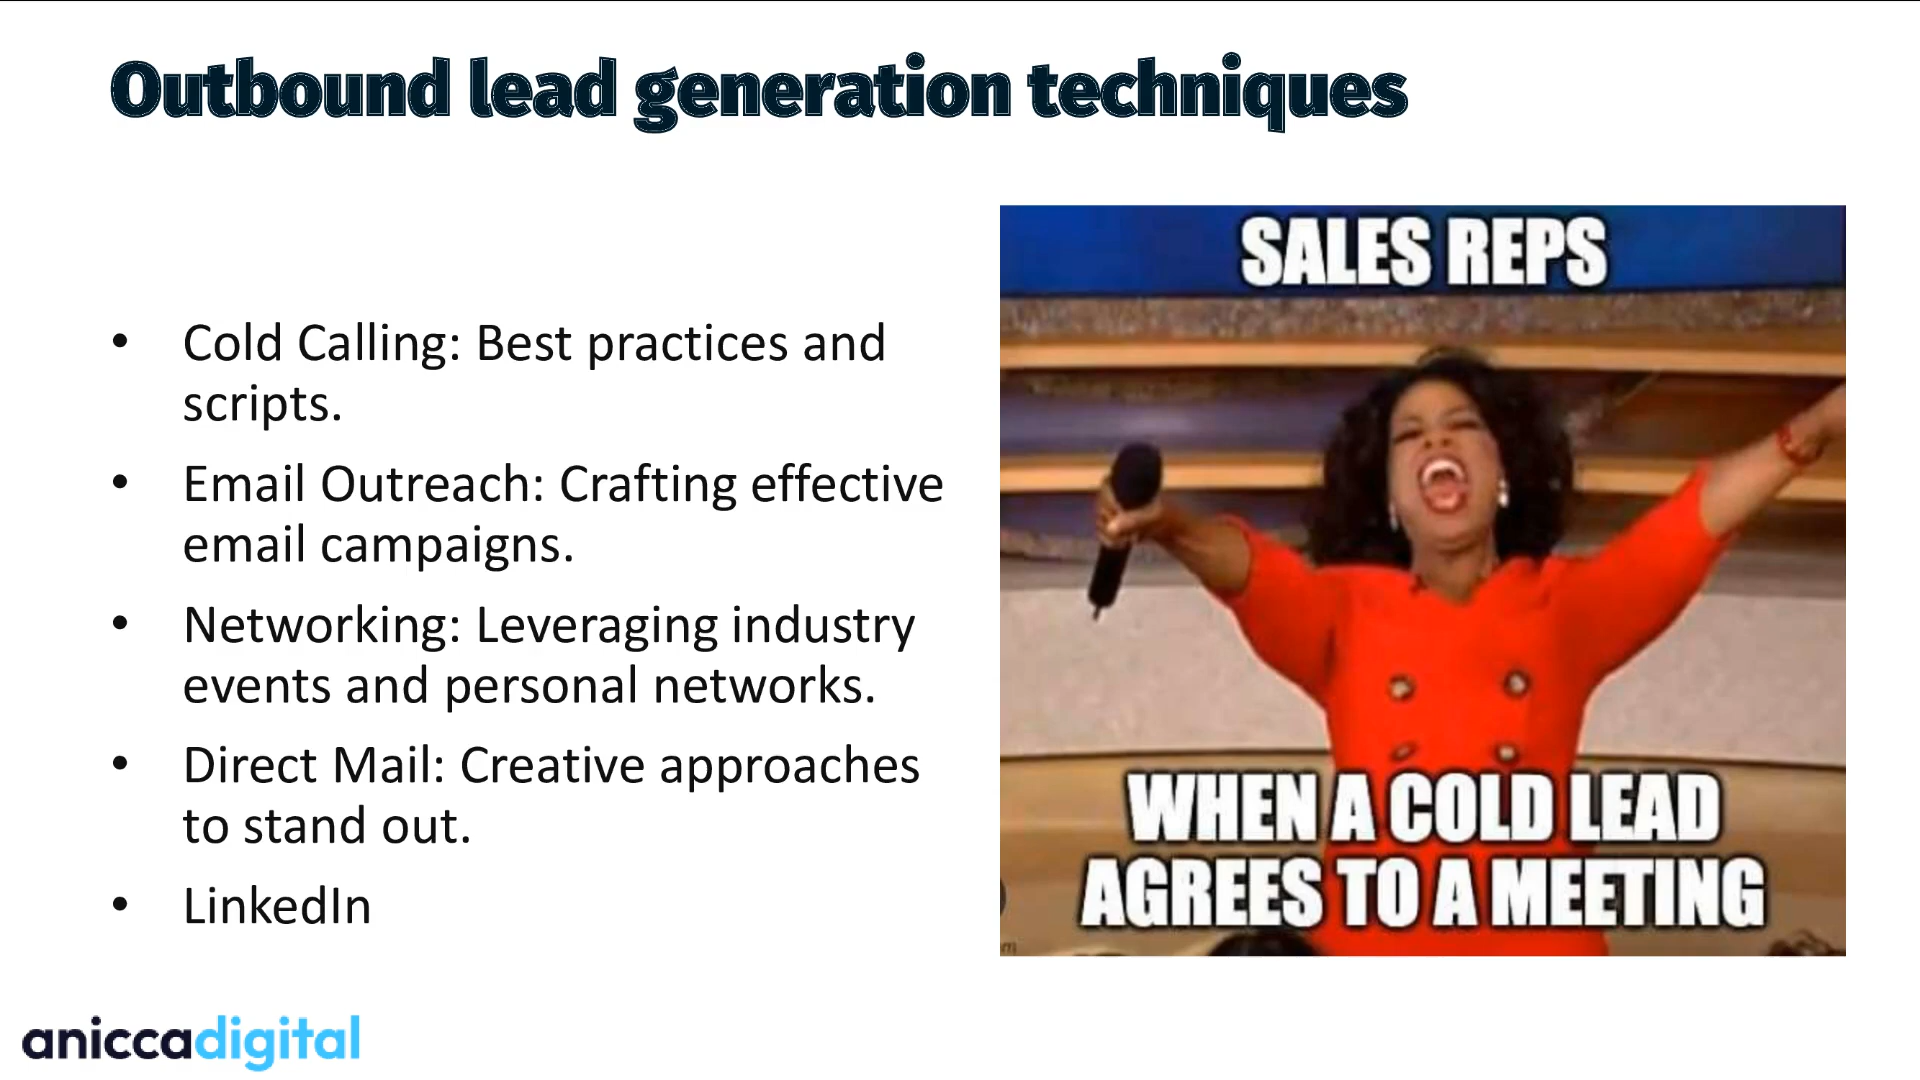 Outbound lead generation techniques
• Cold Calling: Best practices and
scripts.
• Email Outreach: Crafting effective
email campaigns.
• Networking: Leveraging industry
events and personal networks.
• Direct Mail: Creative approaches
to stand out.
• LinkedIn
SALES REPS
WHEN A COLD LEAD
AGREES TO A MEETING
aniccadigital